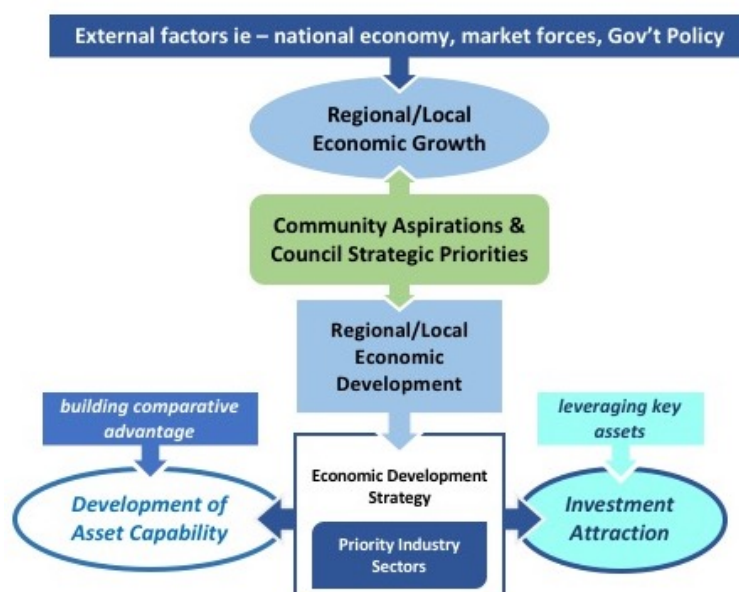 External factors ie – national economy, market forces, Gov’t Policy
Regional/Local
Economic Growth
Community Aspirations &
Council Strategic Priorities
Regional/Local
Economic
Development
building comparative
advantage
leveraging key
assets
Development of
Asset Capability
Economic Development
Strategy
Priority Industry
Sectors
Investment
Attraction